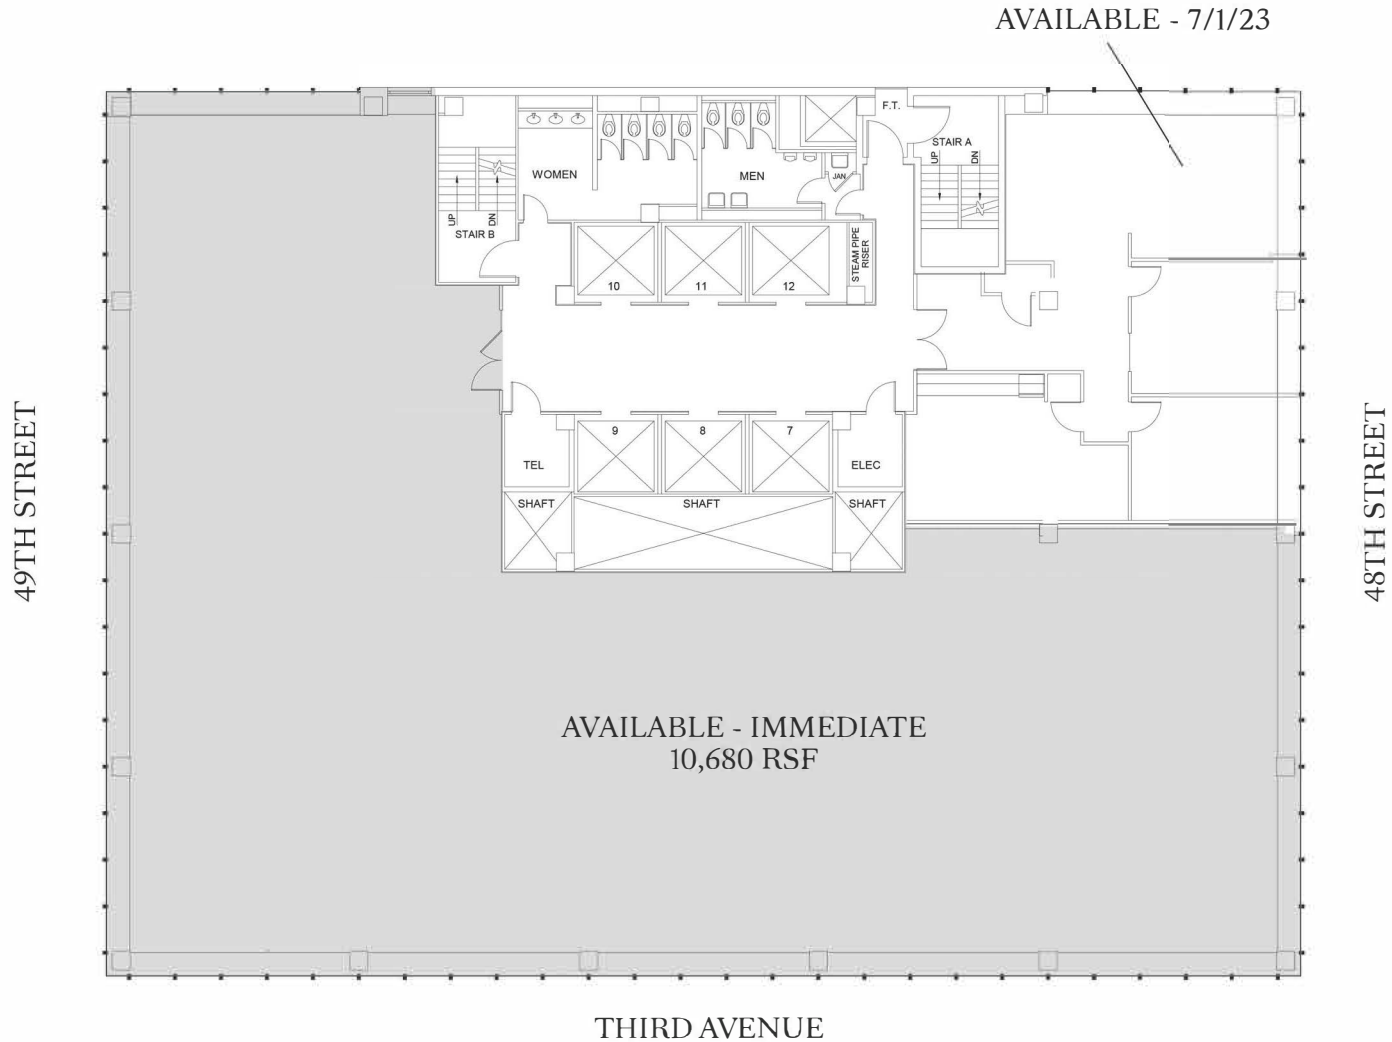 AVAILABLE - 7/1/23
F.T.
STAIR A
UP
DN
WOMEN
MEN
JAN
UP
DN
STAIR B
STEAM PIPE
RISER
10
11
12
9
8
7
TEL
ELEC
SHAFT
SHAFT
SHAFT
49TH STREET
48TH STREET
AVAILABLE - IMMEDIATE
10,680 RSF
THIRD AVENUE